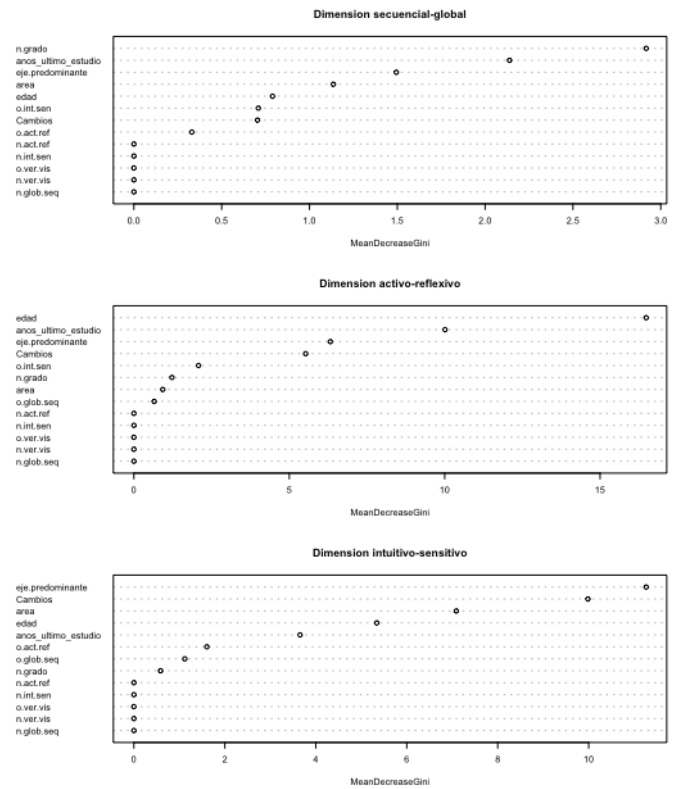 Dimension secuencial-global
n.grado
anos_ultimo_estudio
eje.predominante
area
edad
o.int.sen
Cambios
o.act.ref
n.act.ref
n.int.sen
o.ver.vis
n.ver.vis
n.glob.seq
0.0 0.5 1.0 1.5 2.0 2.5 3.0
MeanDecreaseGini
Dimension activo-reflexivo
edad
anos_ultimo_estudio
eje.predominante
Cambios
o.int.sen
n.grado
area
o.glob.seq
n.act.ref
n.int.sen
o.ver.vis
n.ver.vis
n.glob.seq
0 5 10 15
MeanDecreaseGini
Dimension intuitivo-sensitivo
eje.predominante
Cambios
area
edad
anos_ultimo_estudio
o.act.ref
o.glob.seq
n.grado
n.act.ref
n.int.sen
o.ver.vis
n.ver.vis
n.glob.seq
0 2 4 6 8 10
MeanDecreaseGini